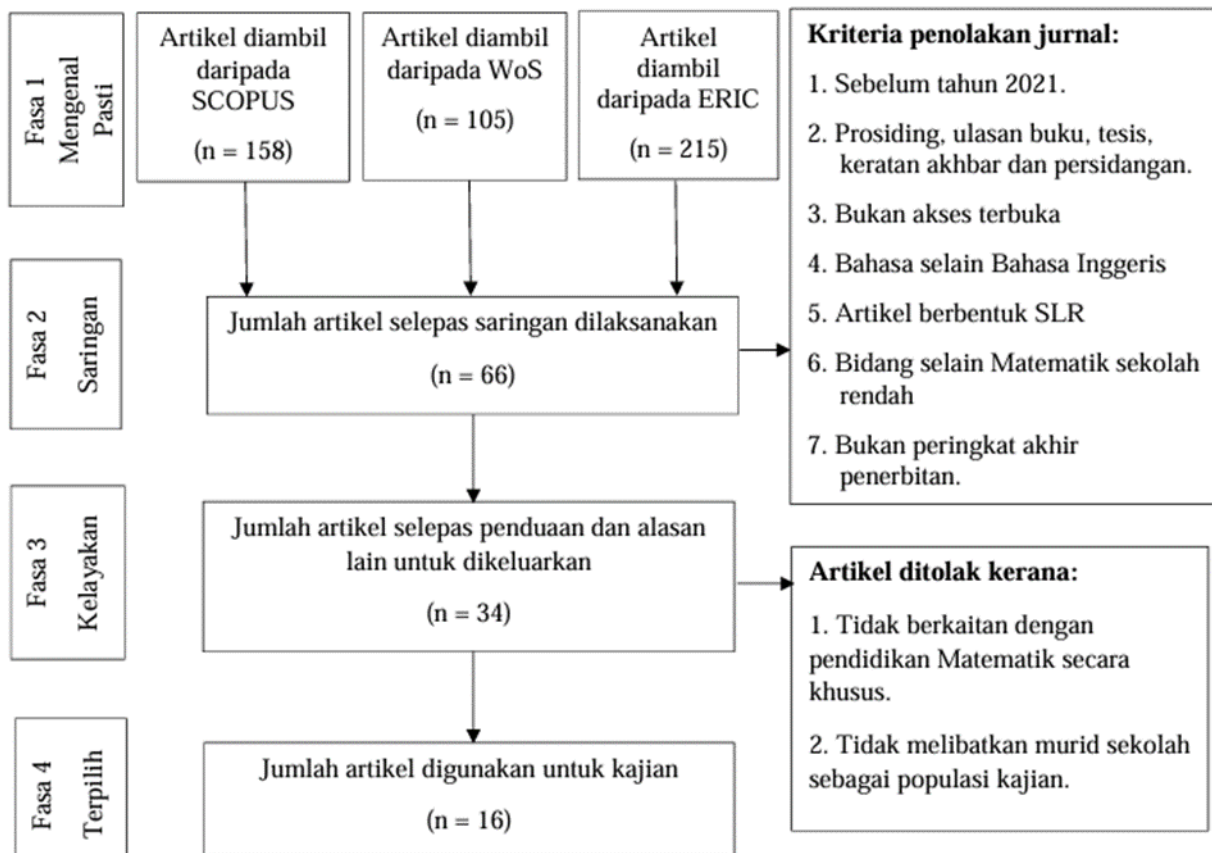 Fasa 1
Mengenal
Pasti
Artikel diambil
daripada
SCOPUS
(n = 158)
Artikel diambil
daripada WoS
(n = 105)
Artikel
diambil
daripada ERIC
(n = 215)
Kriteria penolakan jurnal:
1. Sebelum tahun 2021.
2. Prosiding, ulasan buku, tesis,
keratan akhbar dan persidangan.
3. Bukan akses terbuka
4. Bahasa selain Bahasa Inggeris
5. Artikel berbentuk SLR
6. Bidang selain Matematik sekolah
rendah
7. Bukan peringkat akhir
penerbitan.
Fasa 2
Saringan
Jumlah artikel selepas saringan dilaksanakan
(n = 66)
Fasa 3
Kelayakan
Jumlah artikel selepas penduaan dan alasan
lain untuk dikeluarkan
(n = 34)
Artikel ditolak kerana:
1. Tidak berkaitan dengan
pendidikan Matematik secara
khusus.
2. Tidak melibatkan murid sekolah
sebagai populasi kajian.
Fasa 4
Terpilih
Jumlah artikel digunakan untuk kajian
(n = 16)